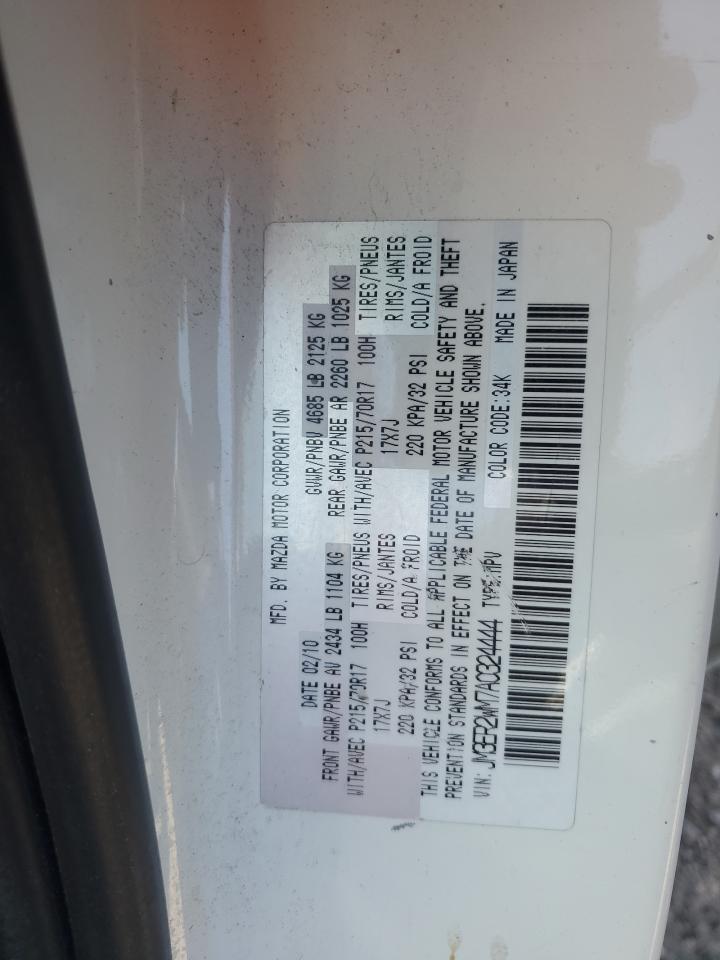 MFD. BY MAZDA MOTOR CORPORATION
DATE 02/10 GVWR/PNBV 4685 LB 2125 KG
FRONT GAWR/PNBE AV 2434 LB 1104 KG REAR GAWR/PNBE AR 2260 LB 1025 KG
WITH/AVEC P215/70R17 100H TIRES/PNEUS WITH/AVEC P215/70R17 100H TIRES/PNEUS
17X7J RIMS/JANTES 17X7J RIMS/JANTES
220 KPA/32 PSI COLD/A FROID 220 KPA/32 PSI COLD/A FROID
THIS VEHICLE CONFORMS TO ALL APPLICABLE FEDERAL MOTOR VEHICLE SAFETY AND THEFT
PREVENTION STANDARDS IN EFFECT ON THE DATE OF MANUFACTURE SHOWN ABOVE.
VIN: JM3ER2WM7A0324444 TYPE:MPV COLOR CODE:34K MADE IN JAPAN